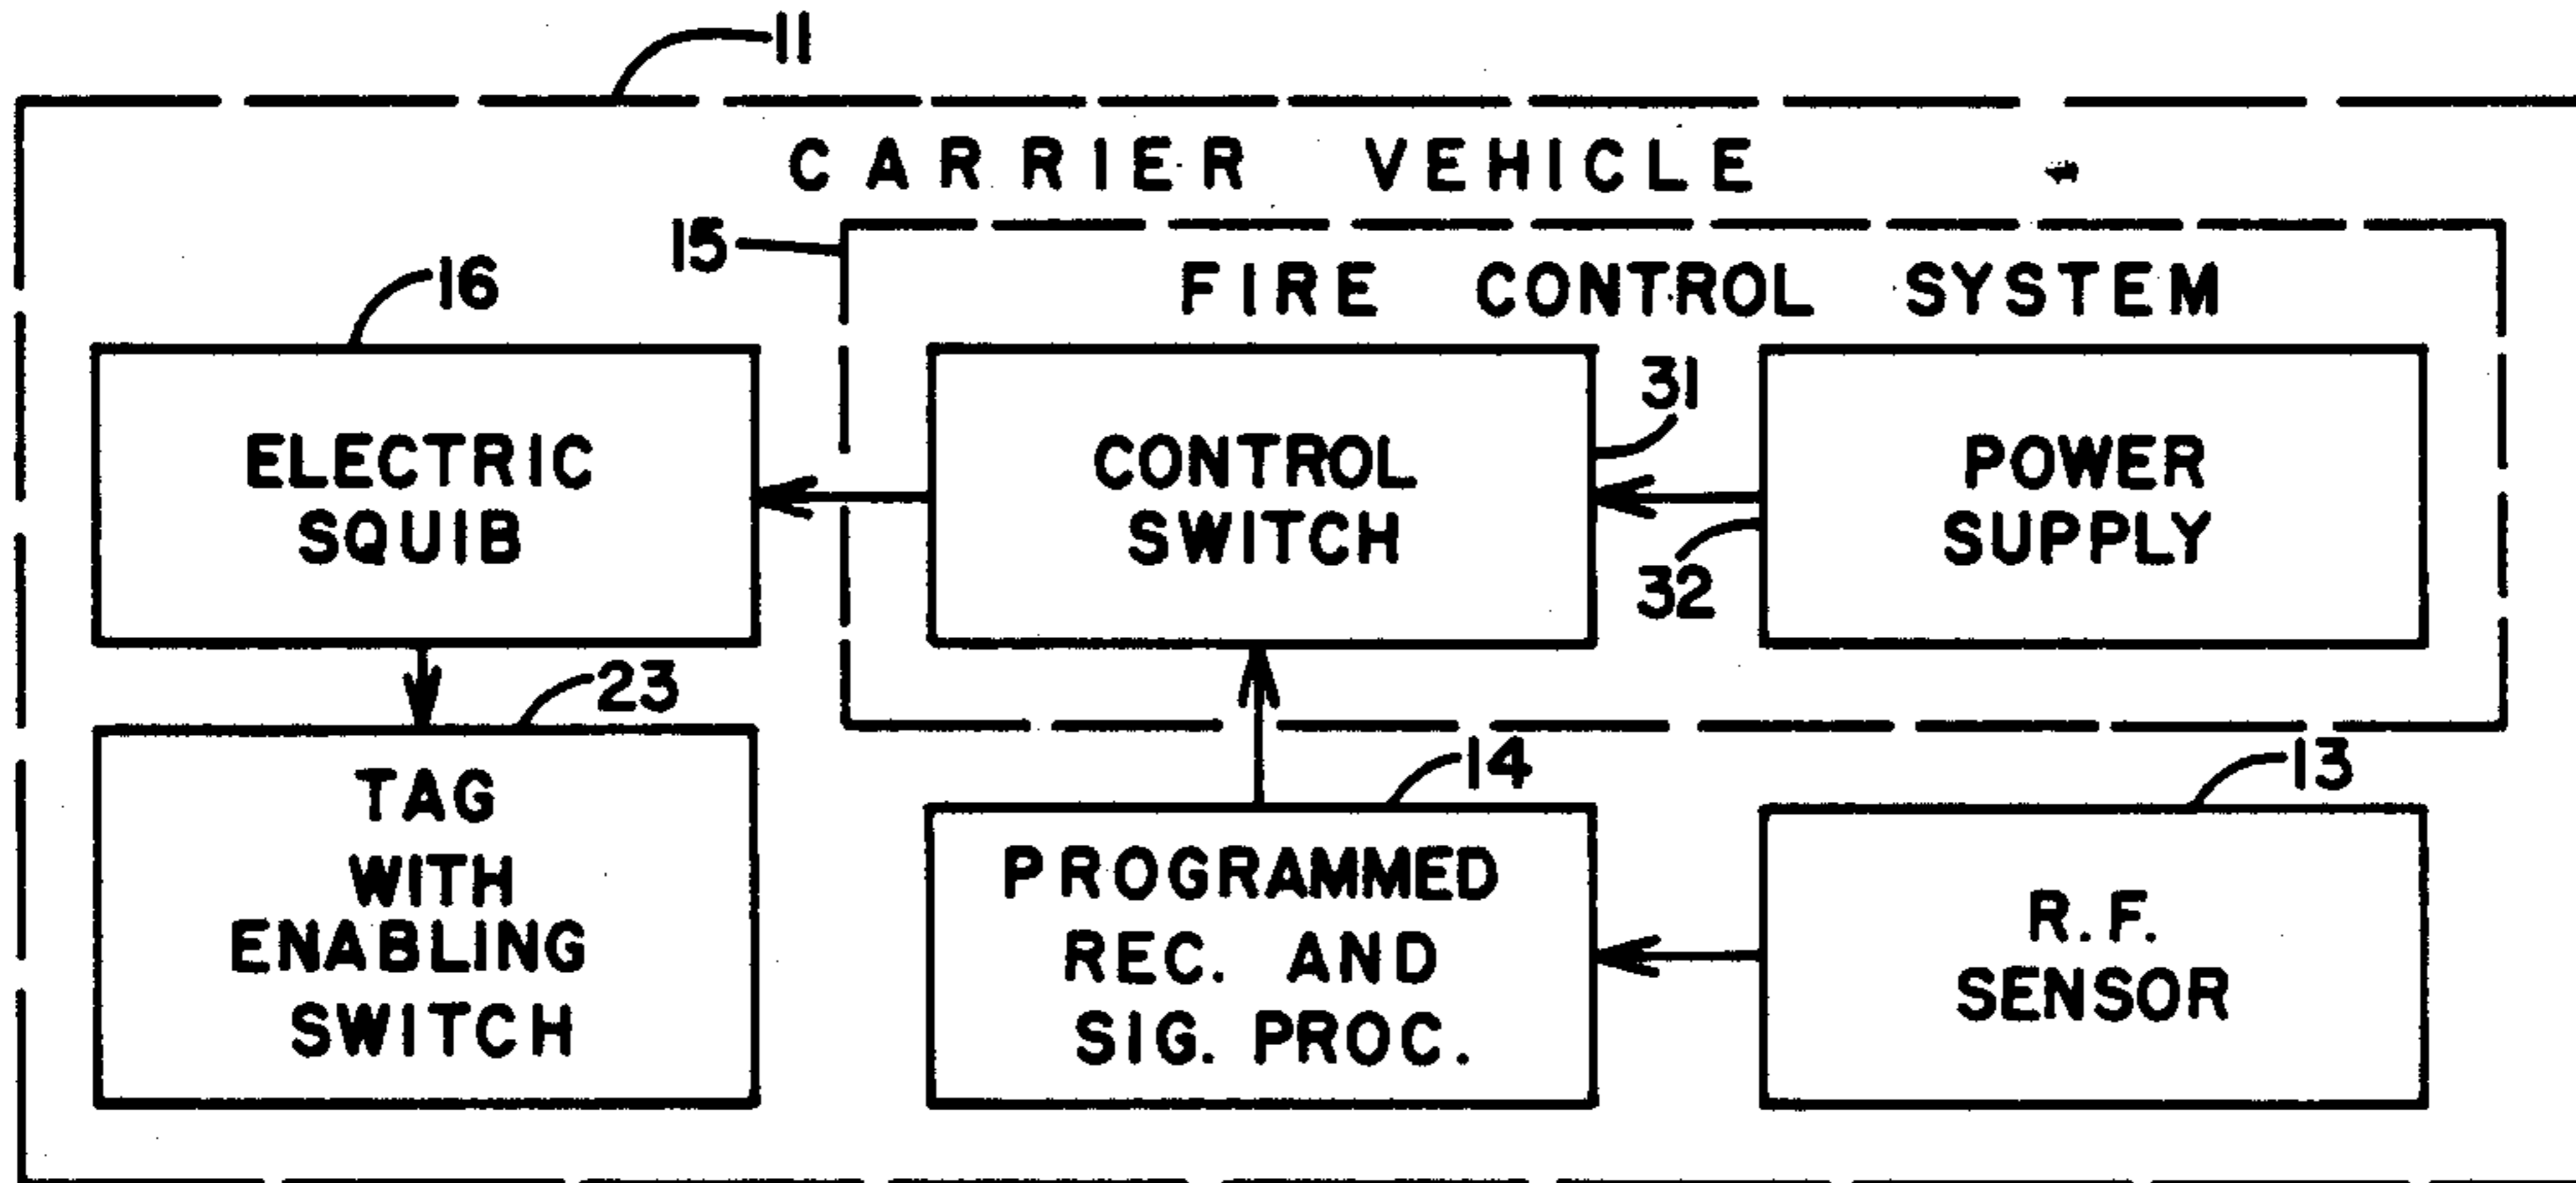 11
CARRIER VEHICLE
15
FIRE CONTROL SYSTEM
16
ELECTRIC
SQUIB
CONTROL
SWITCH
31
32
POWER
SUPPLY
23
TAG
WITH
ENABLING
SWITCH
14
PROGRAMMED
REC. AND
SIG. PROC.
13
R.F.
SENSOR